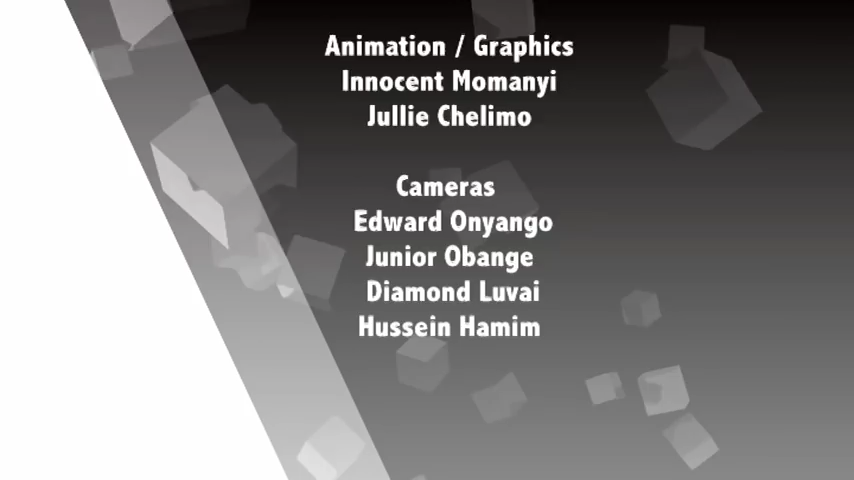 Animation / Graphics
Innocent Momanyi
Jullie Chelimo
Cameras
Edward Onyango
Junior Obange
Diamond Luvai
Hussein Hamim